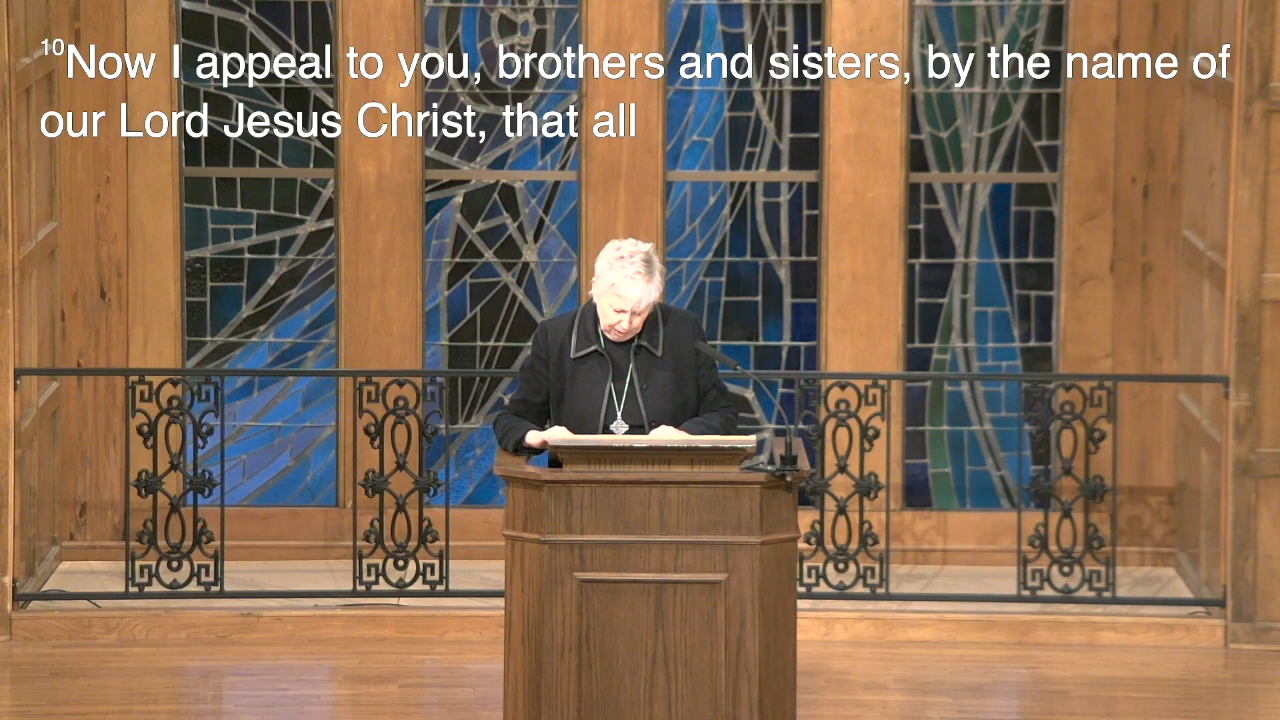 ¹⁰Now I appeal to you, brothers and sisters, by the name of
our Lord Jesus Christ, that all